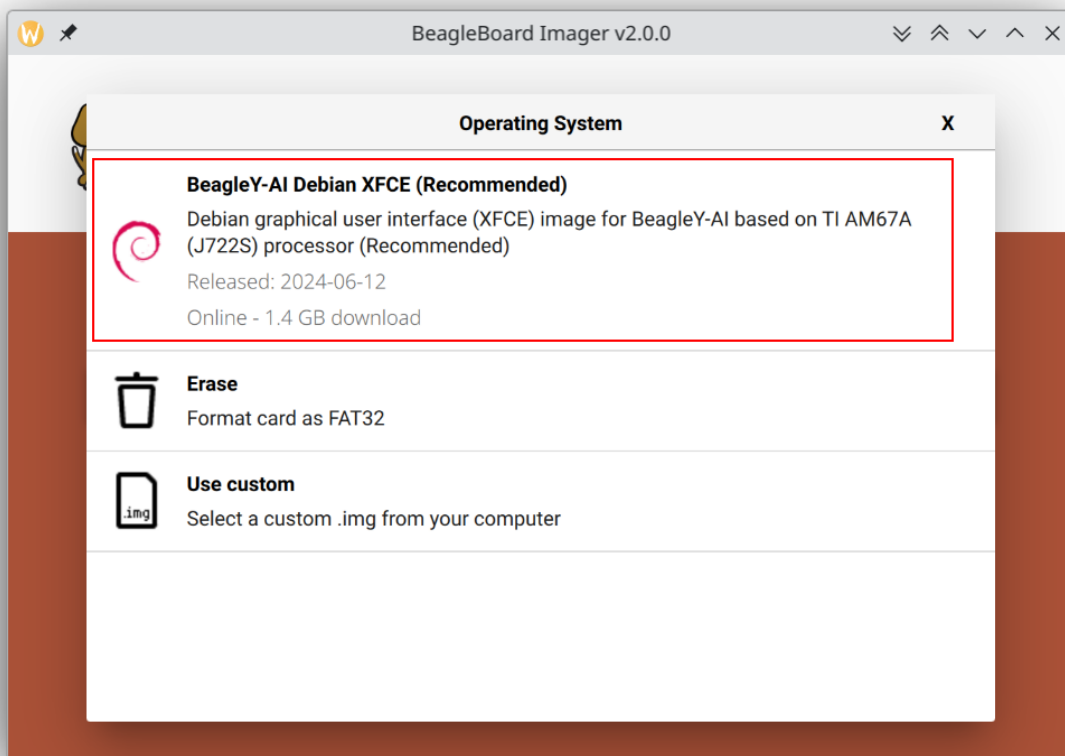 W
BeagleBoard Imager v2.0.0
Operating System
X
BeagleY-AI Debian XFCE (Recommended)
Debian graphical user interface (XFCE) image for BeagleY-AI based on TI AM67A
(J722S) processor (Recommended)
Released: 2024-06-12
Online - 1.4 GB download
Erase
Format card as FAT32
Use custom
.img
Select a custom .img from your computer